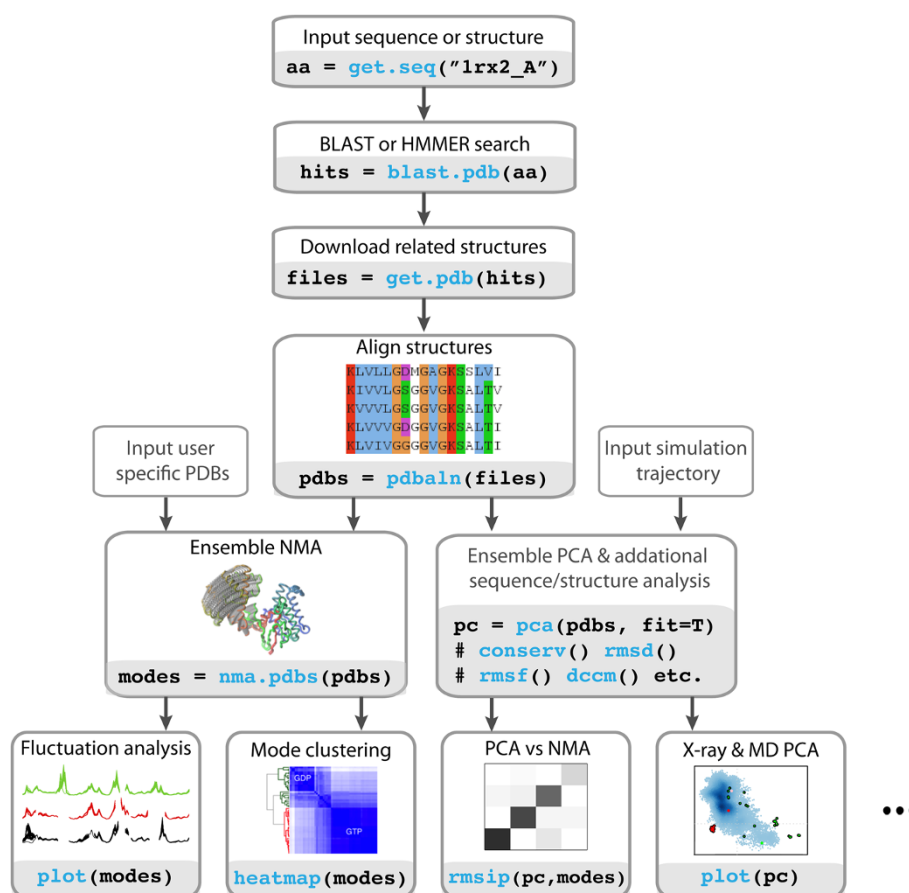 Input sequence or structure
aa = get.seq(”1rx2_A”)
BLAST or HMMER search
hits = blast.pdb(aa)
Download related structures
files = get.pdb(hits)
Align structures
KLVLLGDMGAGKSSLVI
KIVVLGSGGVGKSALTV
KVVVLGSGGVGKSALTV
KLVVVGDGGVGKSALTI
KLVIVGGGGVGKSALTI
pdbs = pdbaln(files)
Input user
specific PDBs
Input simulation
trajectory
Ensemble NMA
modes = nma.pdbs(pdbs)
Ensemble PCA & addational
sequence/structure analysis
pc = pca(pdbs, fit=T)
# conserv() rmsd()
# rmsf() dccm() etc.
Fluctuation analysis
plot(modes)
Mode clustering
GDP
GTP
heatmap(modes)
PCA vs NMA
rmsip(pc,modes)
X-ray & MD PCA
plot(pc)